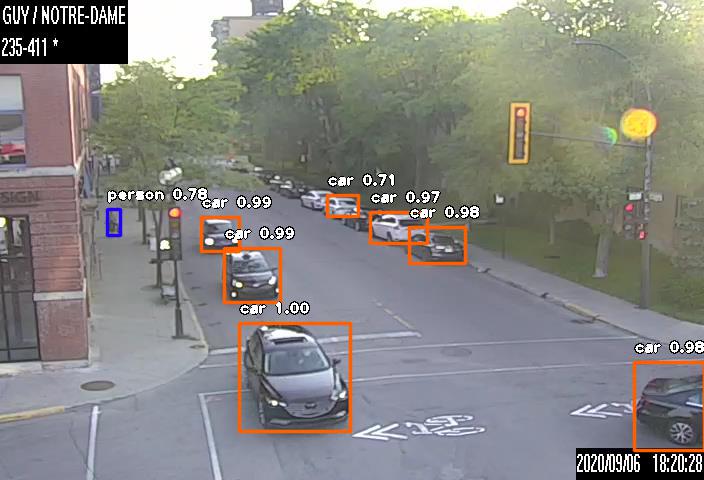 GUY / NOTRE-DAME
235-411 *
car 0.71
person 0.78
car 0.99
car 0.97
car 0.98
SIGN
car 0.99
car 1.00
car 0.98
2020/09/06 18:20:28